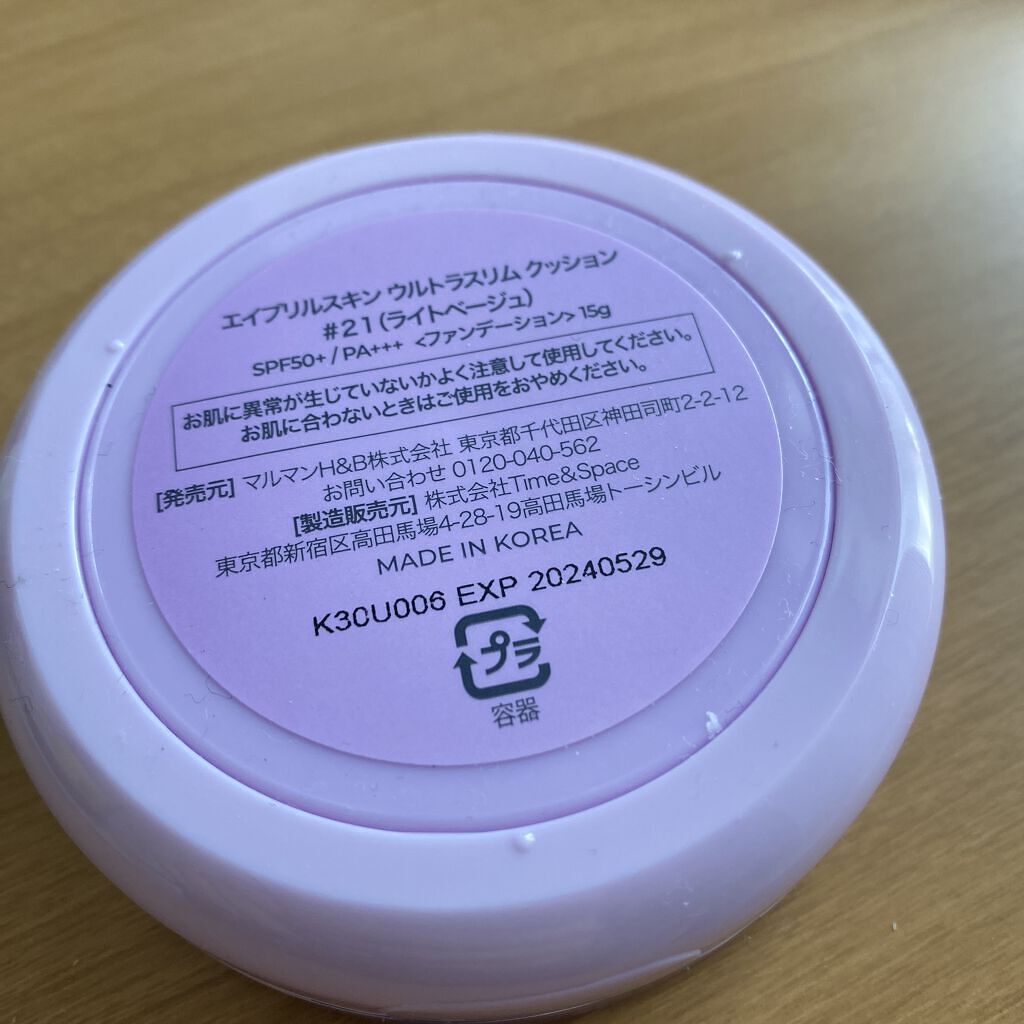 エイプリルスキン ウルトラスリム クッション
#21(ライトベージュ)
SPF50+ / PA+++ <ファンデーション> 15g
お肌に異常が生じていないかよく注意して使用してください。
お肌に合わないときはご使用をおやめください。
[発売元] マルマンH&B株式会社 東京都千代田区神田司町2-2-12
お問い合わせ 0120-040-562
[製造販売元] 株式会社Time&Space
東京都新宿区高田馬場4-28-19高田馬場トーシンビル
MADE IN KOREA
K30U006 EXP 20240529
プラ
容器